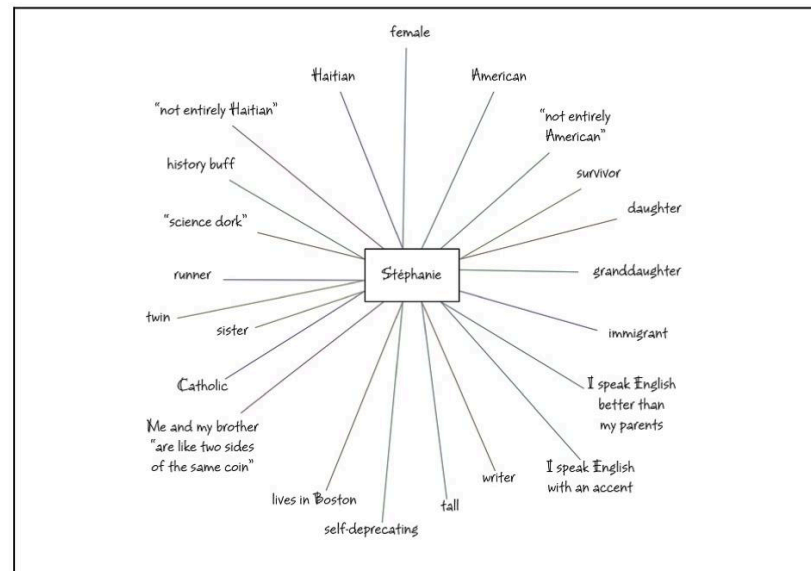 female
Haitian
American
"not entirely Haitian"
"not entirely
American"
history buff
survivor
"science dork"
daughter
Stéphanie
runner
granddaughter
twin
sister
immigrant
Catholic
I speak English
better than
my parents
Me and my brother
"are like two sides
of the same coin"
I speak English
with an accent
writer
lives in Boston
tall
self-deprecating